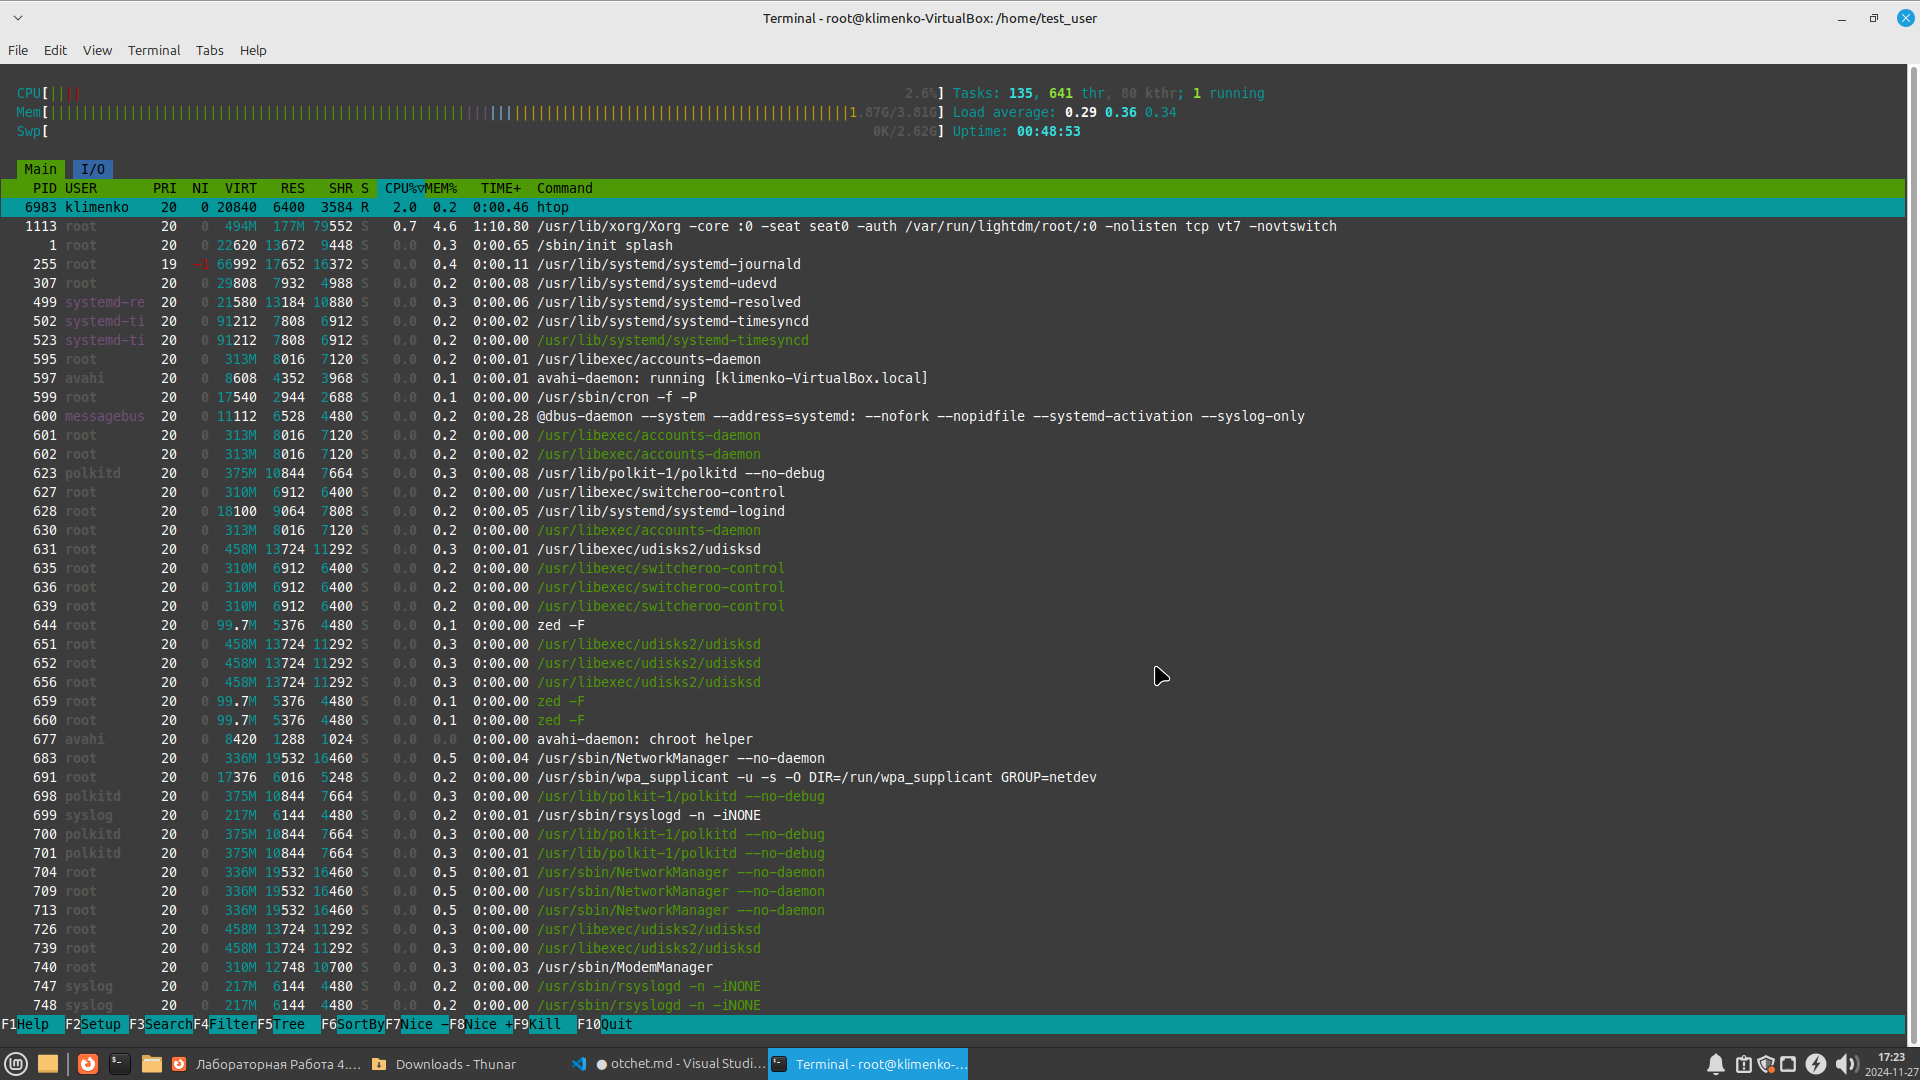 Terminal - root@klimenko-VirtualBox: /home/test_user
File Edit View Terminal Tabs Help
CPU[|||| 2.6%] Tasks: 135, 641 thr, 80 kthr; 1 running
Mem[ 1.87G/3.81G] Load average: 0.29 0.36 0.34
Swp[ 0K/2.62G] Uptime: 00:48:53
Main I/O
PID USER PRI NI VIRT RES SHR S CPU%▽MEM% TIME+ Command
6983 klimenko 20 0 20840 6400 3584 R 2.0 0.2 0:00.46 htop
1113 root 20 0 494M 177M 79552 S 0.7 4.6 1:10.80 /usr/lib/xorg/Xorg -core :0 -seat seat0 -auth /var/run/lightdm/root/:0 -nolisten tcp vt7 -novtswitch
1 root 20 0 22620 13672 9448 S 0.0 0.3 0:00.65 /sbin/init splash
255 root 19 -1 66992 17652 16372 S 0.0 0.4 0:00.11 /usr/lib/systemd/systemd-journald
307 root 20 0 29808 7932 4988 S 0.0 0.2 0:00.08 /usr/lib/systemd/systemd-udevd
499 systemd-re 20 0 21580 13184 10880 S 0.0 0.3 0:00.06 /usr/lib/systemd/systemd-resolved
502 systemd-ti 20 0 91212 7808 6912 S 0.0 0.2 0:00.02 /usr/lib/systemd/systemd-timesyncd
523 systemd-ti 20 0 91212 7808 6912 S 0.0 0.2 0:00.00 /usr/lib/systemd/systemd-timesyncd
595 root 20 0 313M 8016 7120 S 0.0 0.2 0:00.01 /usr/libexec/accounts-daemon
597 avahi 20 0 8608 4352 3968 S 0.0 0.1 0:00.01 avahi-daemon: running [klimenko-VirtualBox.local]
599 root 20 0 17540 2944 2688 S 0.0 0.1 0:00.00 /usr/sbin/cron -f -P
600 messagebus 20 0 11112 6528 4480 S 0.0 0.2 0:00.28 @dbus-daemon --system --address=systemd: --nofork --nopidfile --systemd-activation --syslog-only
601 root 20 0 313M 8016 7120 S 0.0 0.2 0:00.00 /usr/libexec/accounts-daemon
602 root 20 0 313M 8016 7120 S 0.0 0.2 0:00.02 /usr/libexec/accounts-daemon
623 polkitd 20 0 375M 10844 7664 S 0.0 0.3 0:00.08 /usr/lib/polkit-1/polkitd --no-debug
627 root 20 0 310M 6912 6400 S 0.0 0.2 0:00.00 /usr/libexec/switcheroo-control
628 root 20 0 18100 9064 7808 S 0.0 0.2 0:00.05 /usr/lib/systemd/systemd-logind
630 root 20 0 313M 8016 7120 S 0.0 0.2 0:00.00 /usr/libexec/accounts-daemon
631 root 20 0 458M 13724 11292 S 0.0 0.3 0:00.01 /usr/libexec/udisks2/udisksd
635 root 20 0 310M 6912 6400 S 0.0 0.2 0:00.00 /usr/libexec/switcheroo-control
636 root 20 0 310M 6912 6400 S 0.0 0.2 0:00.00 /usr/libexec/switcheroo-control
639 root 20 0 310M 6912 6400 S 0.0 0.2 0:00.00 /usr/libexec/switcheroo-control
644 root 20 0 99.7M 5376 4480 S 0.0 0.1 0:00.00 zed -F
651 root 20 0 458M 13724 11292 S 0.0 0.3 0:00.00 /usr/libexec/udisks2/udisksd
652 root 20 0 458M 13724 11292 S 0.0 0.3 0:00.00 /usr/libexec/udisks2/udisksd
656 root 20 0 458M 13724 11292 S 0.0 0.3 0:00.00 /usr/libexec/udisks2/udisksd
659 root 20 0 99.7M 5376 4480 S 0.0 0.1 0:00.00 zed -F
660 root 20 0 99.7M 5376 4480 S 0.0 0.1 0:00.00 zed -F
677 avahi 20 0 8420 1288 1024 S 0.0 0.0 0:00.00 avahi-daemon: chroot helper
683 root 20 0 336M 19532 16460 S 0.0 0.5 0:00.04 /usr/sbin/NetworkManager --no-daemon
691 root 20 0 17376 6016 5248 S 0.0 0.2 0:00.00 /usr/sbin/wpa_supplicant -u -s -O DIR=/run/wpa_supplicant GROUP=netdev
698 polkitd 20 0 375M 10844 7664 S 0.0 0.3 0:00.00 /usr/lib/polkit-1/polkitd --no-debug
699 syslog 20 0 217M 6144 4480 S 0.0 0.2 0:00.01 /usr/sbin/rsyslogd -n -iNONE
700 polkitd 20 0 375M 10844 7664 S 0.0 0.3 0:00.00 /usr/lib/polkit-1/polkitd --no-debug
701 polkitd 20 0 375M 10844 7664 S 0.0 0.3 0:00.01 /usr/lib/polkit-1/polkitd --no-debug
704 root 20 0 336M 19532 16460 S 0.0 0.5 0:00.01 /usr/sbin/NetworkManager --no-daemon
709 root 20 0 336M 19532 16460 S 0.0 0.5 0:00.00 /usr/sbin/NetworkManager --no-daemon
713 root 20 0 336M 19532 16460 S 0.0 0.5 0:00.00 /usr/sbin/NetworkManager --no-daemon
726 root 20 0 458M 13724 11292 S 0.0 0.3 0:00.00 /usr/libexec/udisks2/udisksd
739 root 20 0 458M 13724 11292 S 0.0 0.3 0:00.00 /usr/libexec/udisks2/udisksd
740 root 20 0 310M 12748 10700 S 0.0 0.3 0:00.03 /usr/sbin/ModemManager
747 syslog 20 0 217M 6144 4480 S 0.0 0.2 0:00.00 /usr/sbin/rsyslogd -n -iNONE
748 syslog 20 0 217M 6144 4480 S 0.0 0.2 0:00.00 /usr/sbin/rsyslogd -n -iNONE
F1Help F2Setup F3SearchF4FilterF5Tree F6SortByF7Nice -F8Nice +F9Kill F10Quit
Лабораторная Работа 4.... Downloads - Thunar ● otchet.md - Visual Studi... Terminal - root@klimenko-... 17:23
2024-11-27